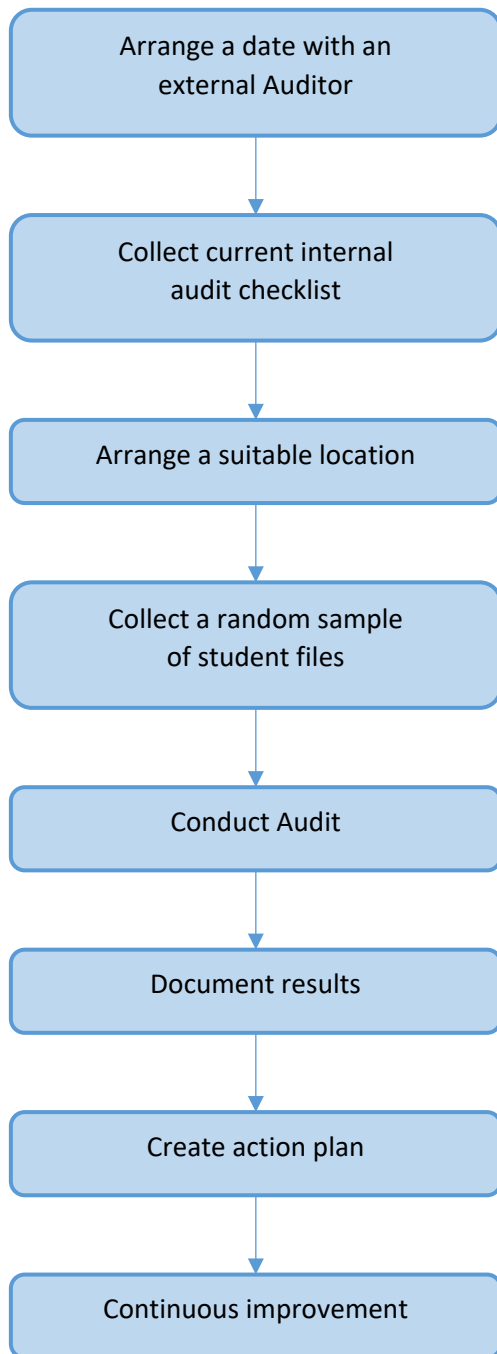 Arrange a date with an
external Auditor
Collect current internal
audit checklist
Arrange a suitable location
Collect a random sample
of student files
Conduct Audit
Document results
Create action plan
Continuous improvement